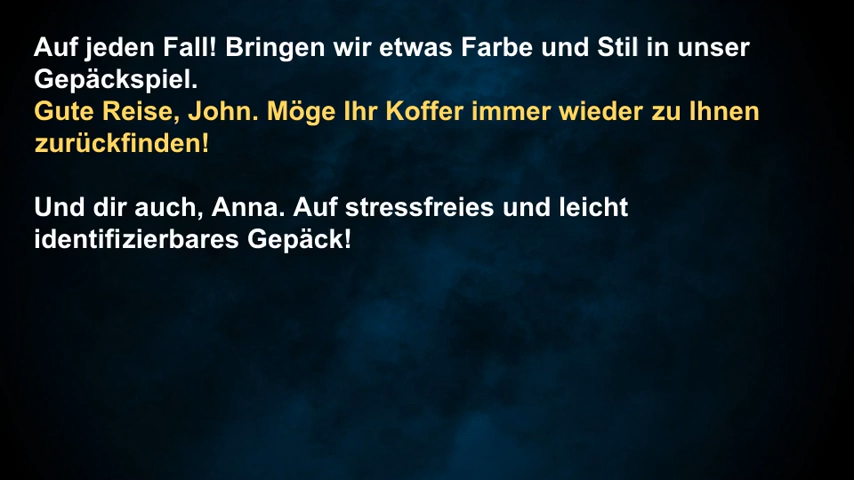 Auf jeden Fall! Bringen wir etwas Farbe und Stil in unser
Gepäckspiel.
Gute Reise, John. Möge Ihr Koffer immer wieder zu Ihnen
zurückfinden!
Und dir auch, Anna. Auf stressfreies und leicht
identifizierbares Gepäck!